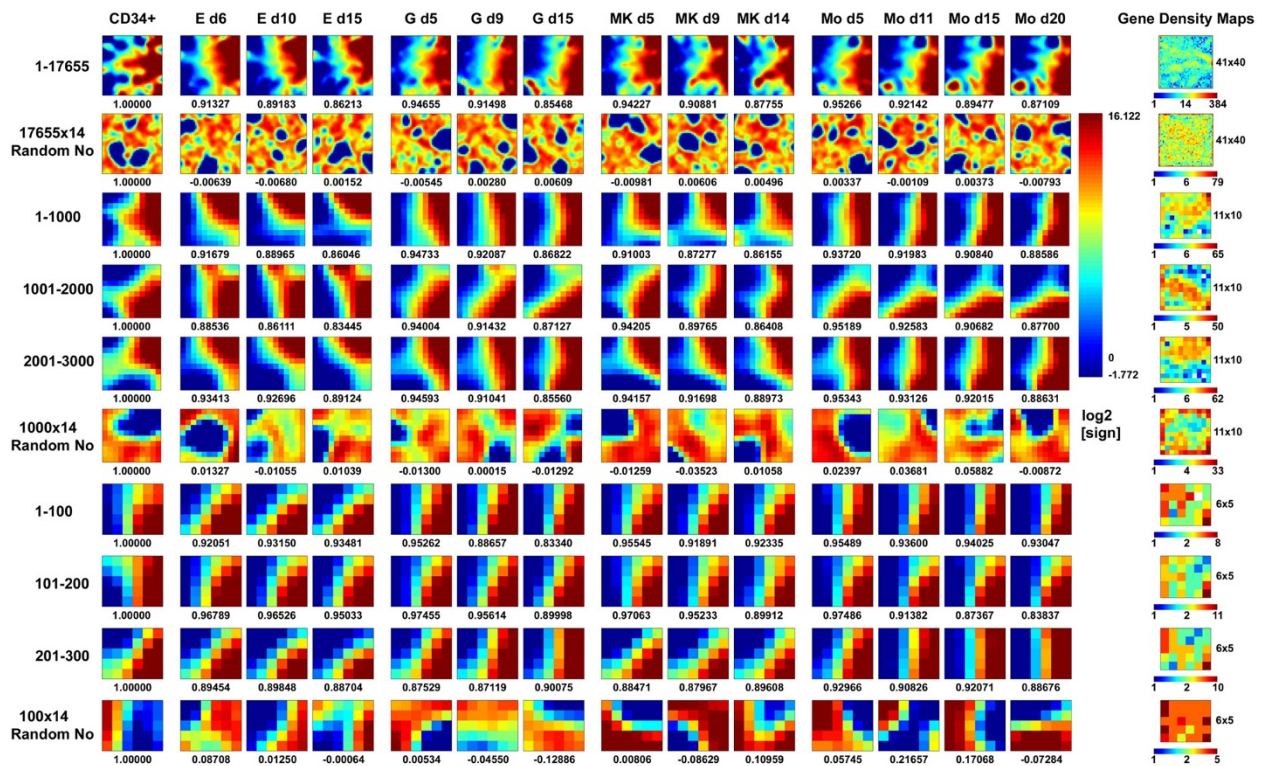 CD34+ E d6 E d10 E d15 G d5 G d9 G d15 MK d5 MK d9 MK d14 Mo d5 Mo d11 Mo d15 Mo d20 Gene Density Maps
1-17655 41x40
1.00000 0.91327 0.89183 0.86213 0.94655 0.91498 0.85468 0.94227 0.90881 0.87755 0.95266 0.92142 0.89477 0.87109 1 14 384
17655x14
Random No 41x40
16.122
1.00000 -0.00639 -0.00680 0.00152 -0.00545 0.00280 0.00609 -0.00981 0.00606 0.00496 0.00337 -0.00109 0.00373 -0.00793 1 6 79
1-1000 11x10
1.00000 0.91679 0.88965 0.86046 0.94733 0.92087 0.86822 0.91003 0.87277 0.86155 0.93720 0.91983 0.90840 0.88586 1 6 65
1001-2000 11x10
1.00000 0.88536 0.86111 0.83445 0.94004 0.91432 0.87127 0.94205 0.89765 0.86408 0.95189 0.92583 0.90682 0.87700 1 5 50
2001-3000 11x10
0
-1.772
1.00000 0.93413 0.92696 0.89124 0.94593 0.91041 0.85560 0.94157 0.91698 0.88973 0.95343 0.93126 0.92015 0.88631 1 6 62
1000x14
Random No 11x10
log2
[sign]
1.00000 0.01327 -0.01055 0.01039 -0.01300 0.00015 -0.01292 -0.01259 -0.03523 0.01058 0.02397 0.03681 0.05882 -0.00872 1 4 33
1-100 6x5
1.00000 0.92051 0.93150 0.93481 0.95262 0.88657 0.83340 0.95545 0.91891 0.92335 0.95489 0.93600 0.94025 0.93047 1 2 8
101-200 6x5
1.00000 0.96789 0.96526 0.95033 0.97455 0.95614 0.89998 0.97063 0.95233 0.89912 0.97486 0.91382 0.87367 0.83837 1 2 11
201-300 6x5
1.00000 0.89454 0.89848 0.88704 0.87529 0.87119 0.90075 0.88471 0.87967 0.89608 0.92966 0.90826 0.92071 0.88676 1 2 10
100x14
Random No 6x5
1.00000 0.08708 0.01250 -0.00064 0.00534 -0.04550 -0.12886 0.00806 -0.08629 0.10959 0.05745 0.21657 0.17068 -0.07284 1 2 5